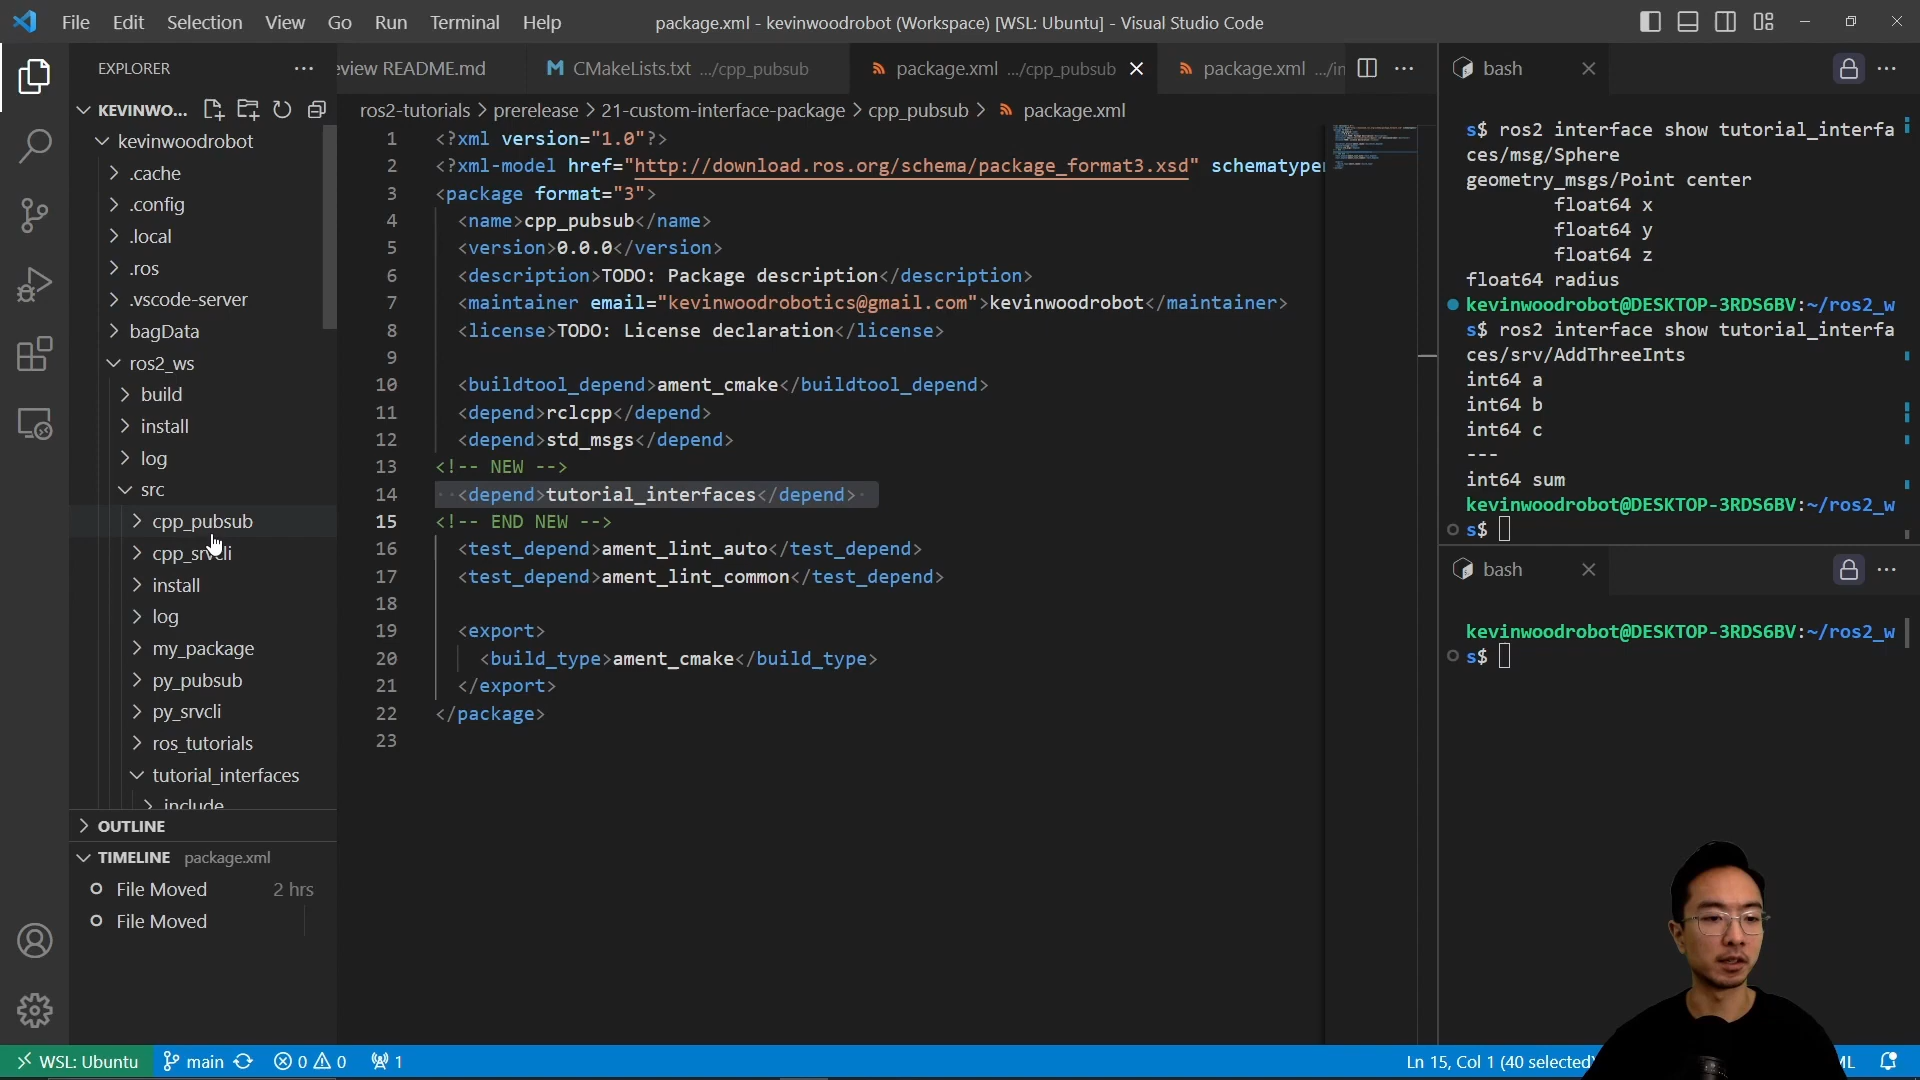 File Edit Selection View Go Run Terminal Help
package.xml - kevinwoodrobot (Workspace) [WSL: Ubuntu] - Visual Studio Code
EXPLORER
KEVINWO...
kevinwoodrobot
.cache
.config
.local
.ros
.vscode-server
bagData
ros2_ws
build
install
log
src
cpp_pubsub
cpp_srvcli
install
log
my_package
py_pubsub
py_srvcli
ros_tutorials
tutorial_interfaces
include
OUTLINE
TIMELINE package.xml
File Moved 2 hrs
File Moved
eview README.md
CMakeLists.txt .../cpp_pubsub
package.xml .../cpp_pubsub
package.xml .../in
ros2-tutorials > prerelease > 21-custom-interface-package > cpp_pubsub > package.xml
1 <?xml version="1.0"?>
2 <?xml-model href="http://download.ros.org/schema/package_format3.xsd" schematype
3 <package format="3">
4 <name>cpp_pubsub</name>
5 <version>0.0.0</version>
6 <description>TODO: Package description</description>
7 <maintainer email="kevinwoodrobotics@gmail.com">kevinwoodrobot</maintainer>
8 <license>TODO: License declaration</license>
9
10 <buildtool_depend>ament_cmake</buildtool_depend>
11 <depend>rclcpp</depend>
12 <depend>std_msgs</depend>
13 <!-- NEW -->
14 <depend>tutorial_interfaces</depend>
15 <!-- END NEW -->
16 <test_depend>ament_lint_auto</test_depend>
17 <test_depend>ament_lint_common</test_depend>
18
19 <export>
20 <build_type>ament_cmake</build_type>
21 </export>
22 </package>
23
bash
s$ ros2 interface show tutorial_interfa
ces/msg/Sphere
geometry_msgs/Point center
float64 x
float64 y
float64 z
float64 radius
kevinwoodrobot@DESKTOP-3RDS6BV:~/ros2_w
s$ ros2 interface show tutorial_interfa
ces/srv/AddThreeInts
int64 a
int64 b
int64 c
---
int64 sum
kevinwoodrobot@DESKTOP-3RDS6BV:~/ros2_w
s$
bash
kevinwoodrobot@DESKTOP-3RDS6BV:~/ros2_w
s$
WSL: Ubuntu main 0 0 1
Ln 15, Col 1 (40 selected)